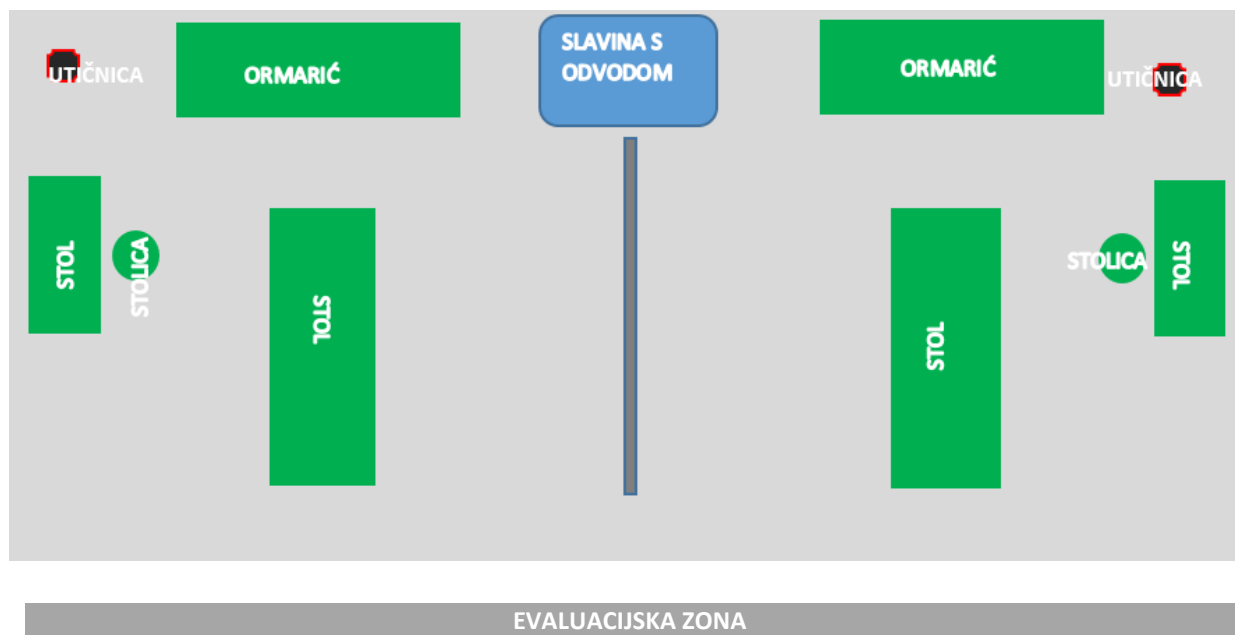 SLAVINA S
ODVODOM
UTIČNICA
ORMARIĆ
ORMARIĆ
UTIČNICA
STOL
STOLICA
STOL
STOL
STOLICA
STOL
EVALUACIJSKA ZONA